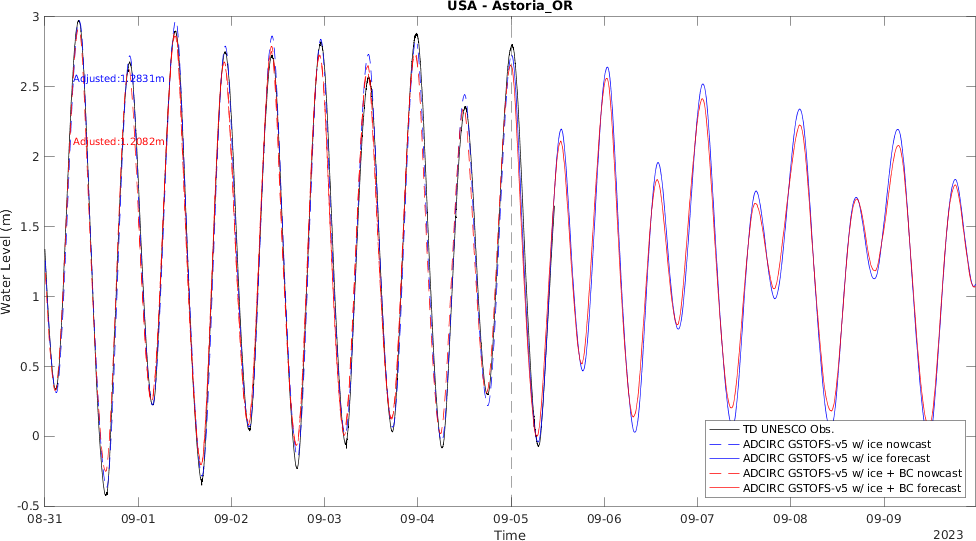 USA - Astoria_OR
3
2.5
2
1.5
1
0.5
0
-0.5
Water Level (m)
Adjusted:1.2831m
Adjusted:1.2082m
TD UNESCO Obs.
ADCIRC GSTOFS-v5 w/ ice nowcast
ADCIRC GSTOFS-v5 w/ ice forecast
ADCIRC GSTOFS-v5 w/ ice + BC nowcast
ADCIRC GSTOFS-v5 w/ ice + BC forecast
08-31 09-01 09-02 09-03 09-04 09-05 09-06 09-07 09-08 09-09
Time
2023